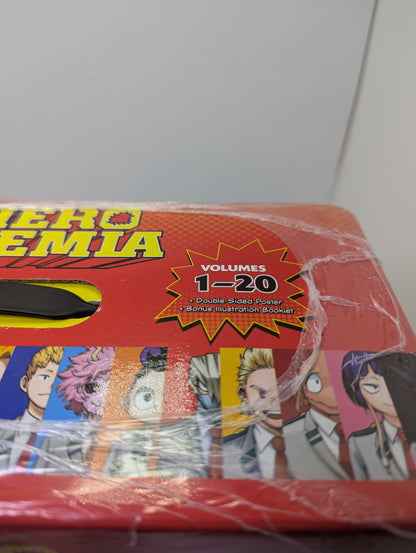 HERO
EMIA
VOLUMES
1–20
• Double-Sided Poster
• Bonus Illustration Booklet